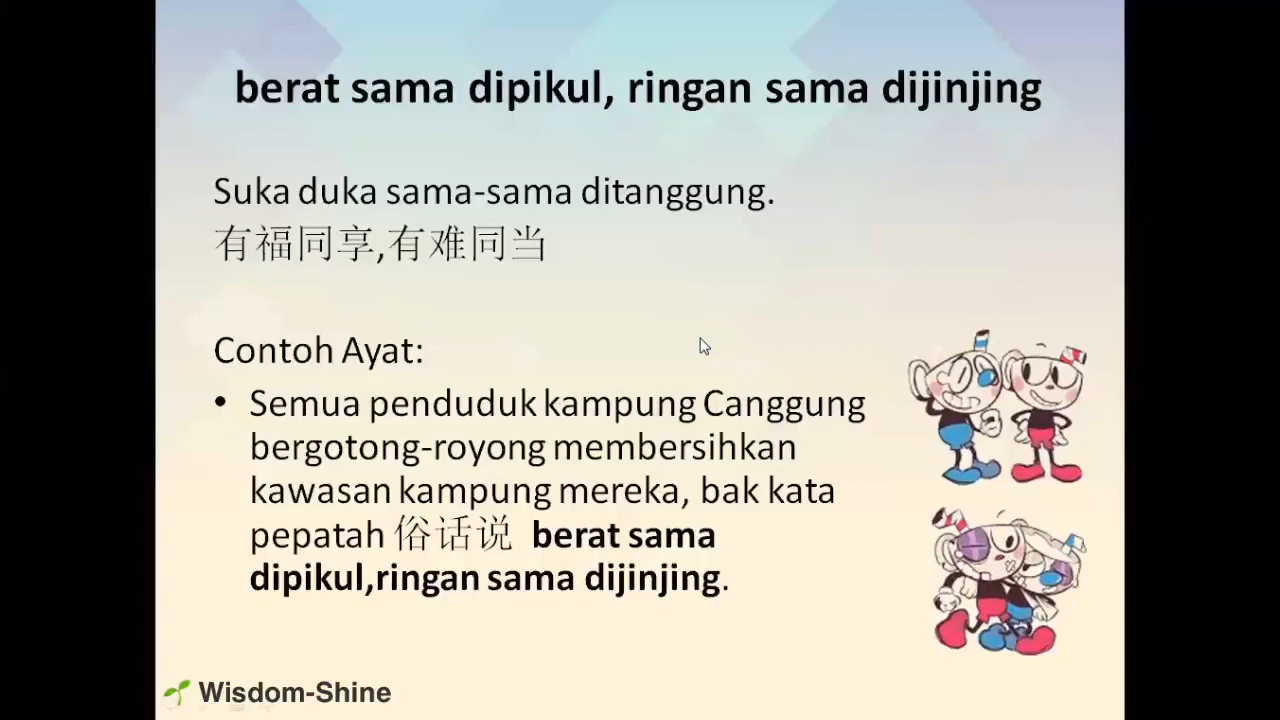 berat sama dipikul, ringan sama dijinjing
Suka duka sama-sama ditanggung.
有福同享,有难同当
Contoh Ayat:
• Semua penduduk kampung Canggung
bergotong-royong membersihkan
kawasan kampung mereka, bak kata
pepatah 俗话说 berat sama
dipikul,ringan sama dijinjing.
Wisdom-Shine